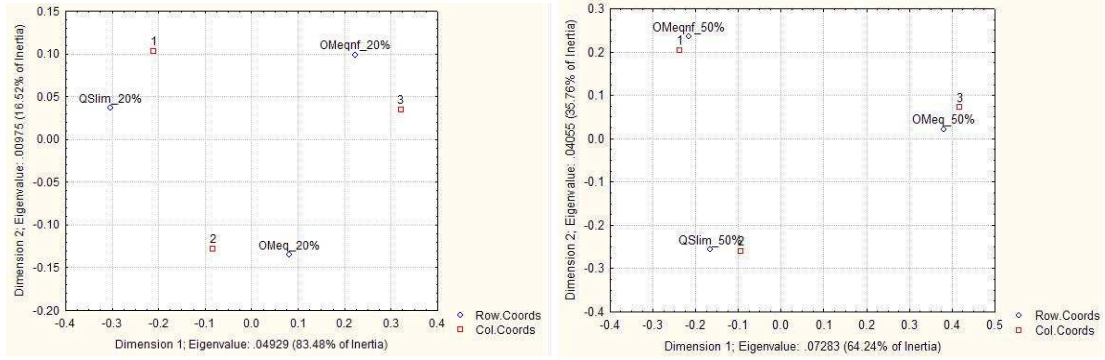 0.15
0.10
0.05
0.00
-0.05
-0.10
-0.15
-0.20
Dimension 2; Eigenvalue: .00975 (16.52% of Inertia)
1
OMeqnf_20%
QSlim_20%
3
2
OMeq_20%
-0.4 -0.3 -0.2 -0.1 0.0 0.1 0.2 0.3 0.4
Dimension 1; Eigenvalue: .04929 (83.48% of Inertia)
Row.Coords
Col.Coords
0.3
0.2
0.1
0.0
-0.1
-0.2
-0.3
-0.4
Dimension 2; Eigenvalue: .04055 (35.76% of Inertia)
OMeqnf_50%
1
3
OMeq_50%
QSlim_50%
2
-0.4 -0.3 -0.2 -0.1 0.0 0.1 0.2 0.3 0.4 0.5
Dimension 1; Eigenvalue: .07283 (64.24% of Inertia)
Row.Coords
Col.Coords